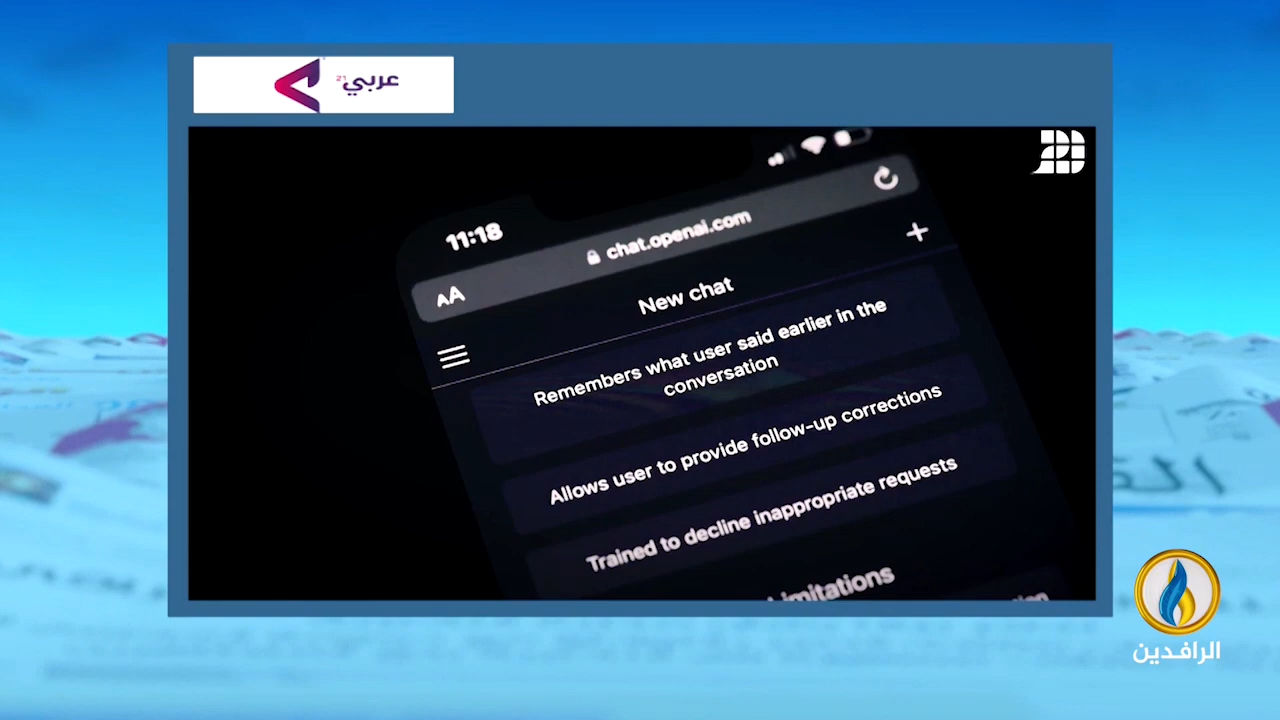 عربي21
21
11:18
AA
chat.openai.com
New chat
Remembers what user said earlier in the
conversation
Allows user to provide follow-up corrections
Trained to decline inappropriate requests
Limitations
الرافدين